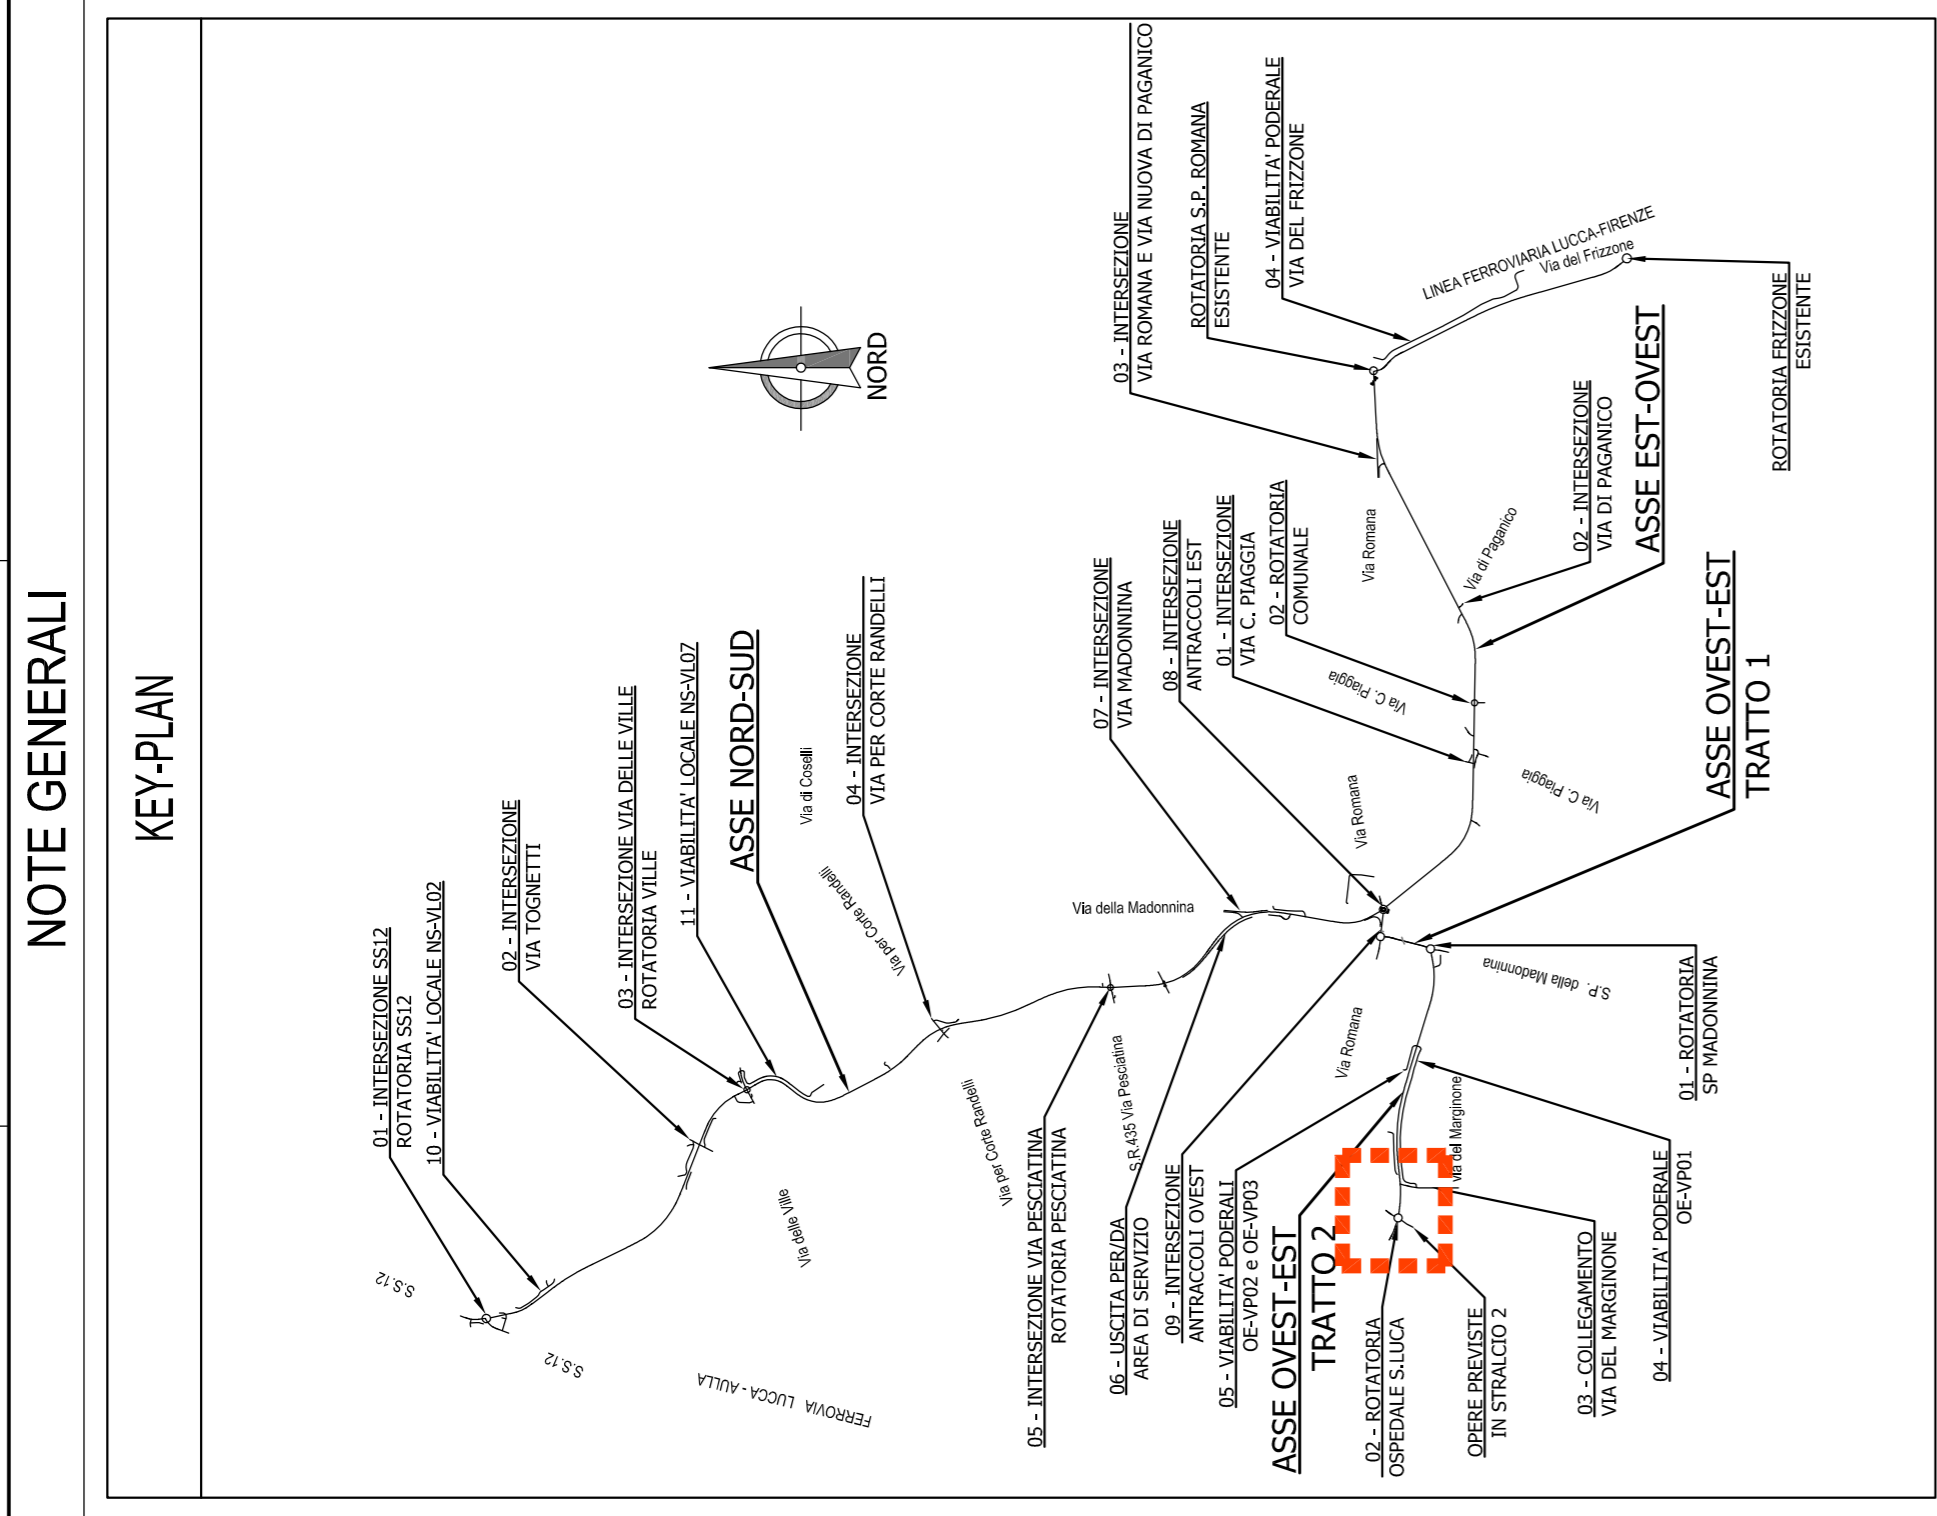 NOTE GENERALI
KEY-PLAN
01 - INTERSEZIONE SS12
ROTATORIA SS12
10 - VIABILITA' LOCALE NS-VL02
02 - INTERSEZIONE
VIA TOGNETTI
03 - INTERSEZIONE VIA DELLE VILLE
ROTATORIA VILLE
11 - VIABILITA' LOCALE NS-VL07
ASSE NORD-SUD
Via di Coselli
04 - INTERSEZIONE
VIA PER CORTE RANDELLI
Via per Corte Randelli
NORD
S.S.12
S.S.12
FERROVIA LUCCA - AULLA
Via delle Ville
Via per Corte Randelli
05 - INTERSEZIONE VIA PESCIATINA
ROTATORIA PESCIATINA
S.R.435 Via Pesciatina
06 - USCITA PER/DA
AREA DI SERVIZIO
09 - INTERSEZIONE
ANTRACCOLI OVEST
05 - VIABILITA' PODERALI
OE-VP02 e OE-VP03
ASSE OVEST-EST
TRATTO 2
02 - ROTATORIA
OSPEDALE S.LUCA
OPERE PREVISTE
IN STRALCIO 2
03 - COLLEGAMENTO
VIA DEL MARGINONE
04 - VIABILITA' PODERALE
OE-VP01
Via del Marginone
Via Romana
01 - ROTATORIA
SP MADONNINA
S.P. della Madonnina
Via della Madonnina
07 - INTERSEZIONE
VIA MADONNINA
08 - INTERSEZIONE
ANTRACCOLI EST
01 - INTERSEZIONE
VIA C. PIAGGIA
02 - ROTATORIA
COMUNALE
Via Romana
Via C. Piaggia
Via C. Piaggia
ASSE OVEST-EST
TRATTO 1
ASSE EST-OVEST
02 - INTERSEZIONE
VIA DI PAGANICO
Via di Paganico
Via Romana
03 - INTERSEZIONE
VIA ROMANA E VIA NUOVA DI PAGANICO
ROTATORIA S.P. ROMANA
ESISTENTE
04 - VIABILITA' PODERALE
VIA DEL FRIZZONE
LINEA FERROVIARIA LUCCA-FIRENZE
Via del Frizzone
ROTATORIA FRIZZONE
ESISTENTE